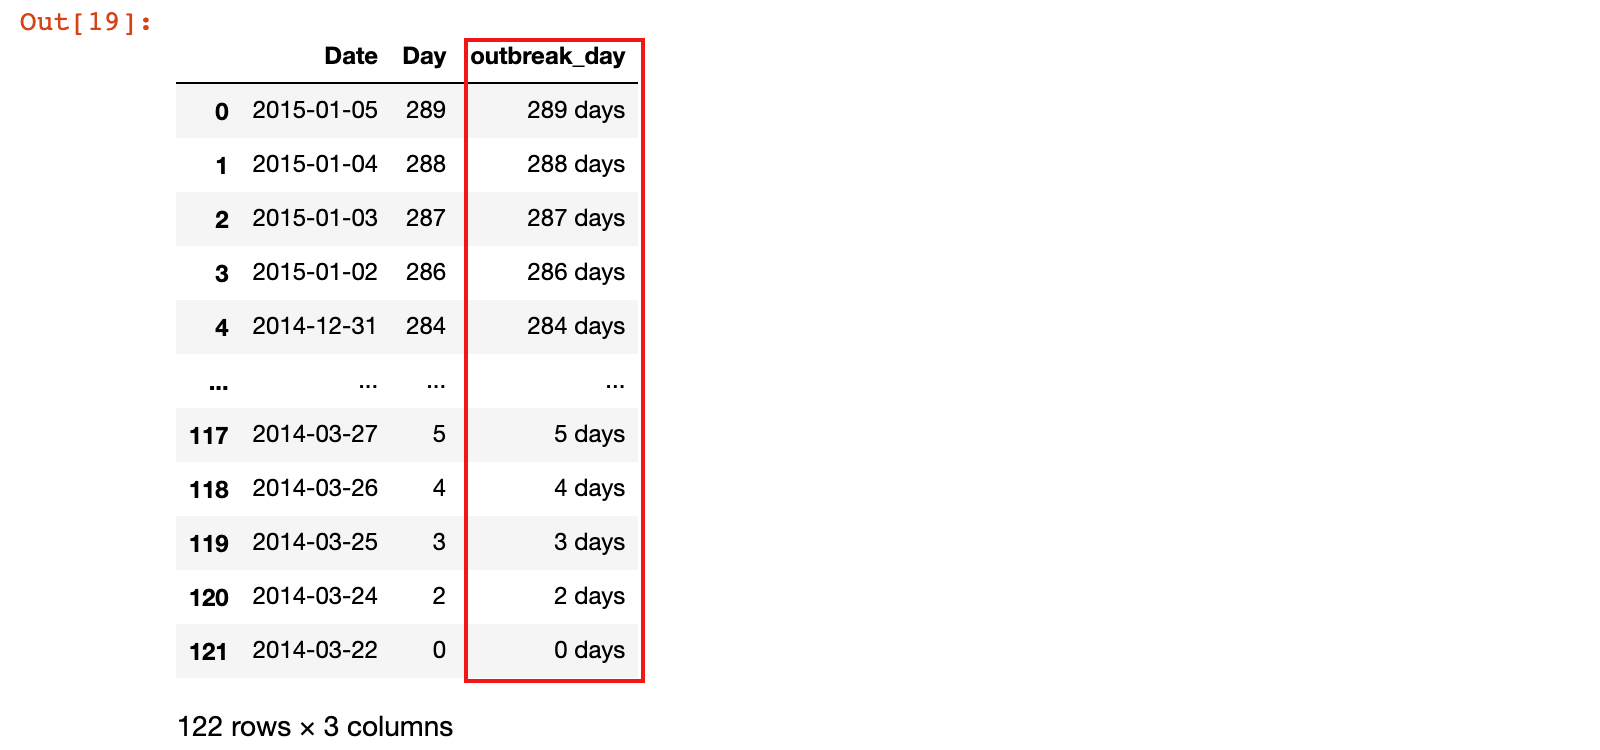 Out[19]:
Date Day outbreak_day
0 2015-01-05 289 289 days
1 2015-01-04 288 288 days
2 2015-01-03 287 287 days
3 2015-01-02 286 286 days
4 2014-12-31 284 284 days
... ... ... ...
117 2014-03-27 5 5 days
118 2014-03-26 4 4 days
119 2014-03-25 3 3 days
120 2014-03-24 2 2 days
121 2014-03-22 0 0 days
122 rows × 3 columns